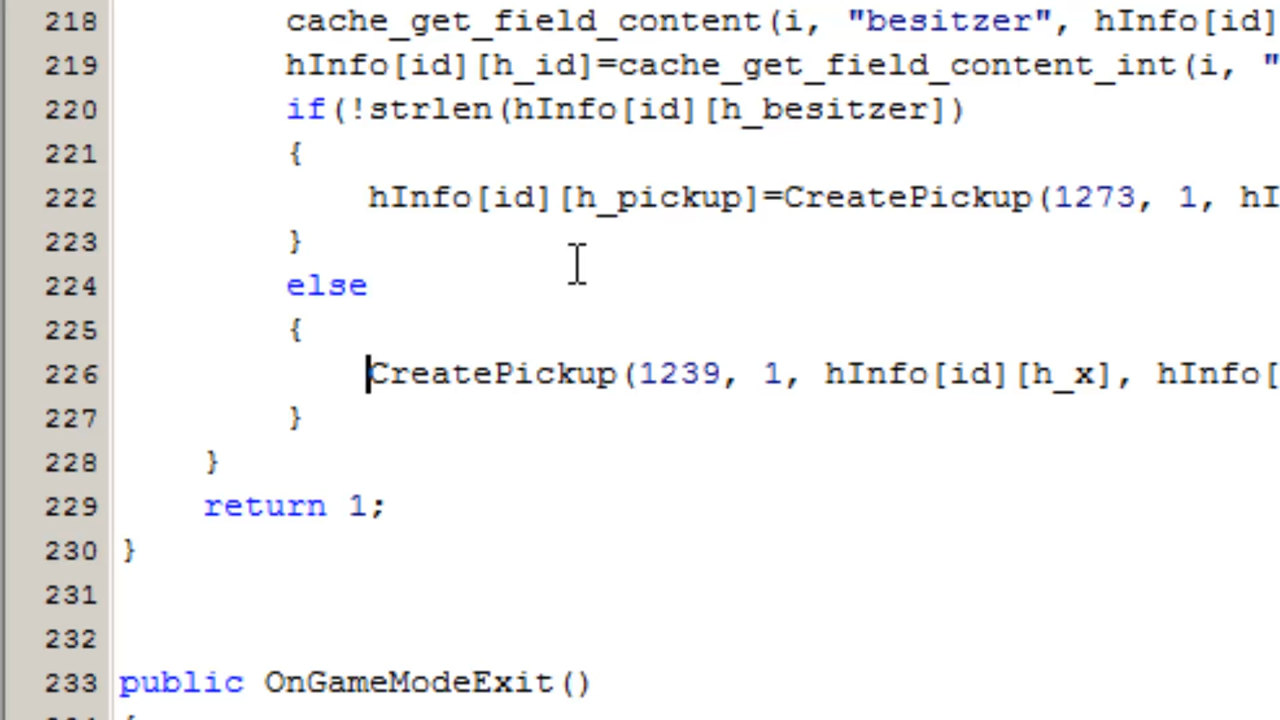 218 cache_get_field_content(i, "besitzer", hInfo[id]
219 hInfo[id][h_id]=cache_get_field_content_int(i, "
220 if(!strlen(hInfo[id][h_besitzer])
221 {
222 hInfo[id][h_pickup]=CreatePickup(1273, 1, hI
223 }
224 else
225 {
226 CreatePickup(1239, 1, hInfo[id][h_x], hInfo[
227 }
228 }
229 return 1;
230 }
231
232
233 public OnGameModeExit()